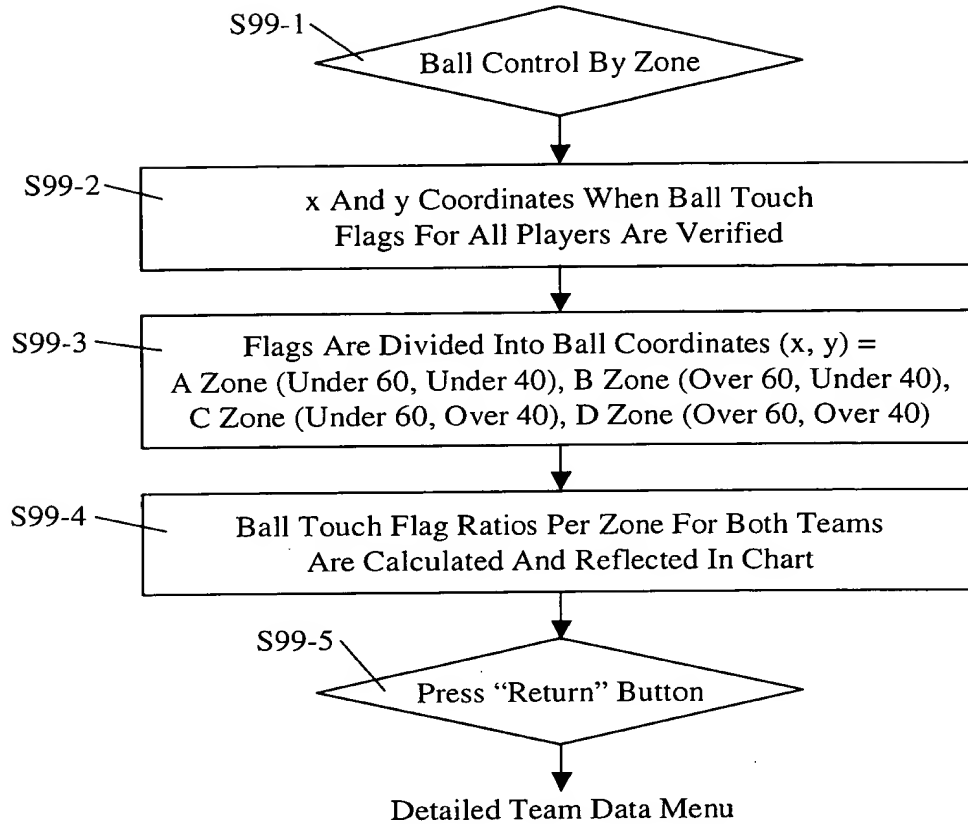 S99-1
Ball Control By Zone
S99-2
x And y Coordinates When Ball Touch
Flags For All Players Are Verified
S99-3
Flags Are Divided Into Ball Coordinates (x, y) =
A Zone (Under 60, Under 40), B Zone (Over 60, Under 40),
C Zone (Under 60, Over 40), D Zone (Over 60, Over 40)
S99-4
Ball Touch Flag Ratios Per Zone For Both Teams
Are Calculated And Reflected In Chart
S99-5
Press “Return” Button
Detailed Team Data Menu